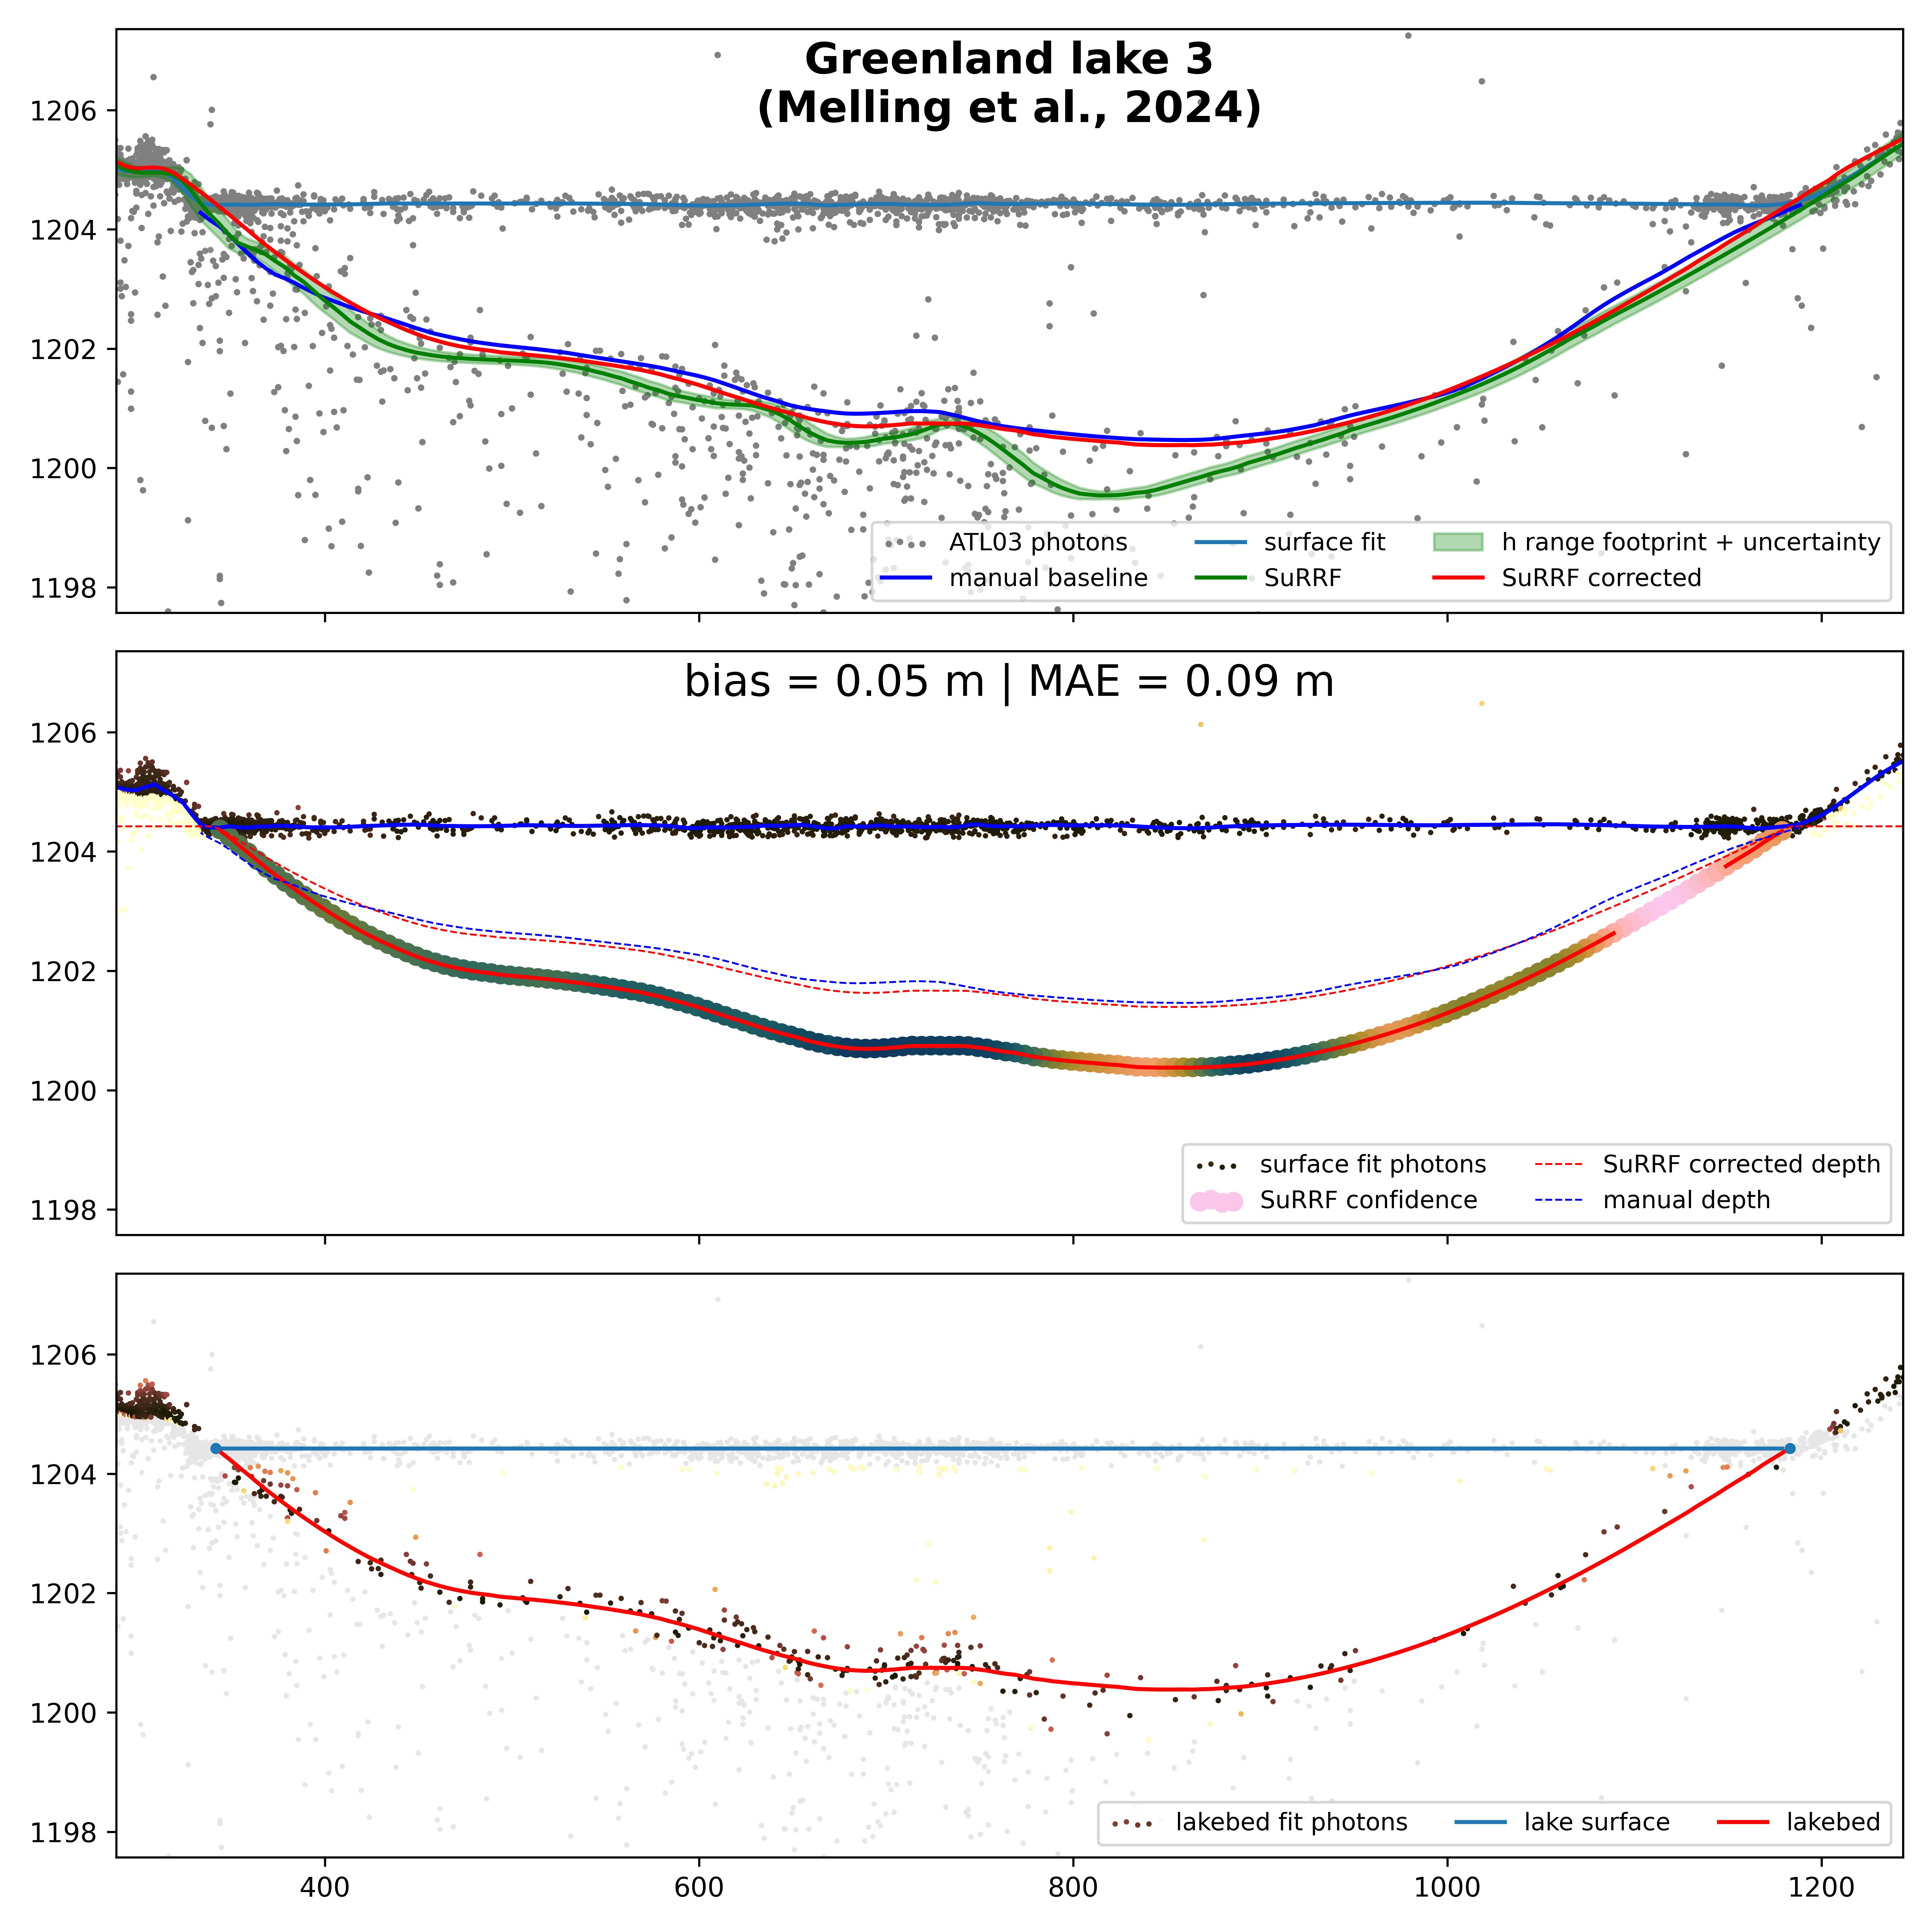 Greenland lake 3
(Melling et al., 2024)
1206
1204
1202
1200
1198
ATL03 photons
surface fit
h range footprint + uncertainty
manual baseline
SuRRF
SuRRF corrected
bias = 0.05 m | MAE = 0.09 m
1206
1204
1202
1200
1198
surface fit photons
SuRRF corrected depth
SuRRF confidence
manual depth
1206
1204
1202
1200
1198
lakebed fit photons
lake surface
lakebed
400
600
800
1000
1200